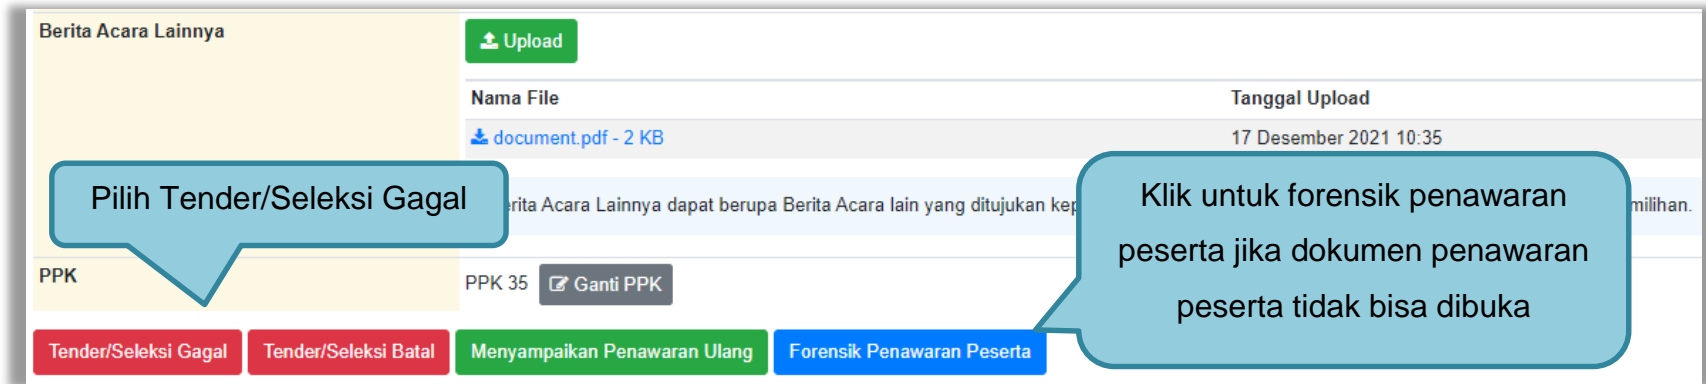 Berita Acara Lainnya
Upload
Nama File Tanggal Upload
document.pdf - 2 KB 17 Desember 2021 10:35
Pilih Tender/Seleksi Gagal
Berita Acara Lainnya dapat berupa Berita Acara lain yang ditujukan
Klik untuk forensik penawaran
peserta jika dokumen penawaran
peserta tidak bisa dibuka
PPK
PPK 35 Ganti PPK
Tender/Seleksi Gagal Tender/Seleksi Batal Menyampaikan Penawaran Ulang Forensik Penawaran Peserta